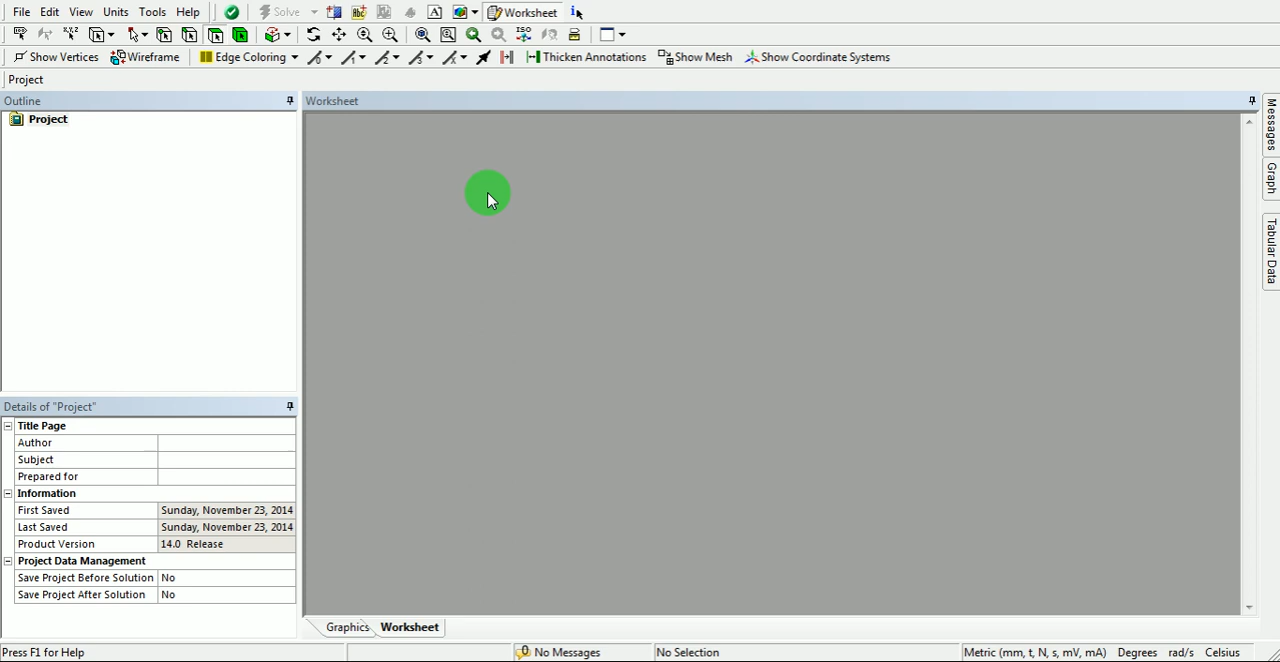 File Edit View Units Tools Help Solve Worksheet
Show Vertices Wireframe Edge Coloring Thicken Annotations Show Mesh Show Coordinate Systems
Project
Outline
Project
Worksheet
Messages
Graph
Tabular Data
Details of "Project"
Title Page
Author
Subject
Prepared for
Information
First Saved Sunday, November 23, 2014
Last Saved Sunday, November 23, 2014
Product Version 14.0 Release
Project Data Management
Save Project Before Solution No
Save Project After Solution No
Graphics Worksheet
Press F1 for Help No Messages No Selection Metric (mm, t, N, s, mV, mA) Degrees rad/s Celsius